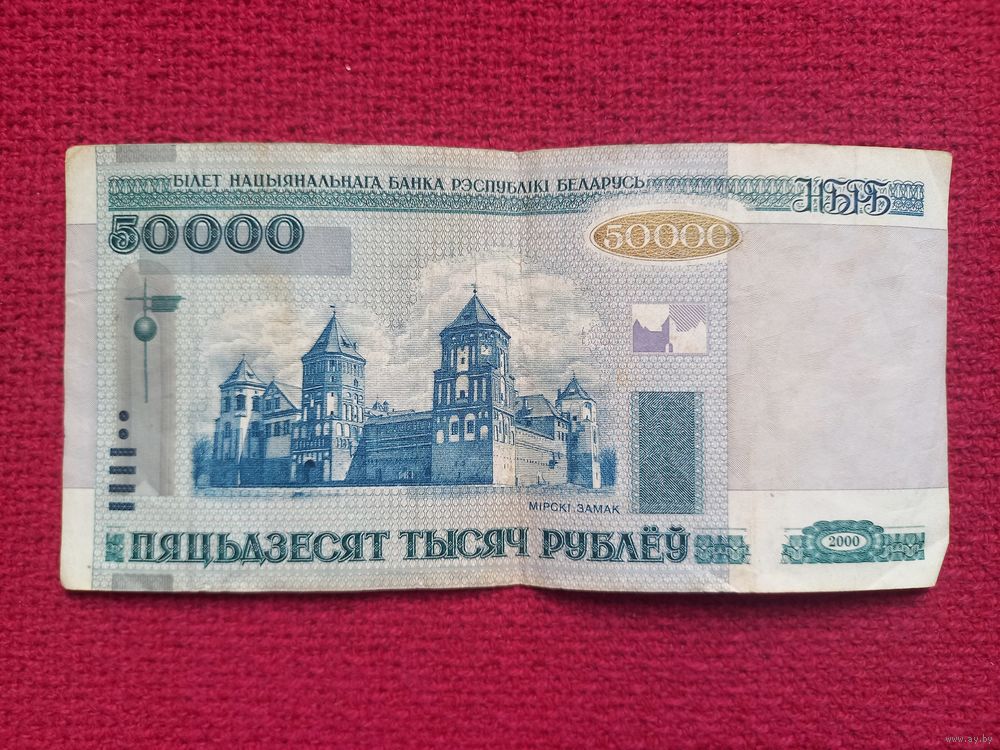 БІЛЕТ НАЦЫЯНАЛЬНАГА БАНКА РЭСПУБЛІКІ БЕЛАРУСЬ
НБРБ
50000
50000
МІРСКІ ЗАМАК
ПЯЦЬДЗЕСЯТ ТЫСЯЧ РУБЛЁЎ
2000
www.ay.by